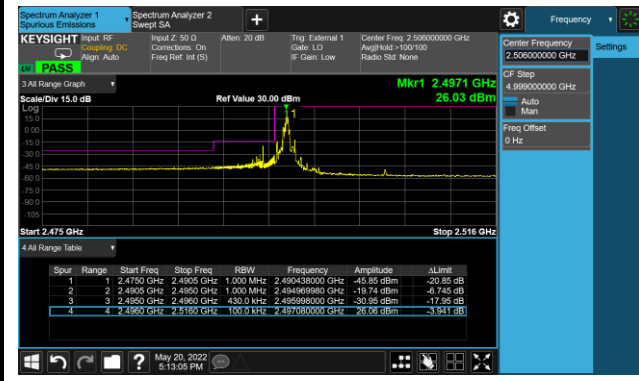 Spectrum Analyzer 1
Spurious Emissions
Spectrum Analyzer 2
Swept SA
Frequency
KEYSIGHT
Input: RF
Coupling: DC
Align: Auto
Input Z: 50 Ω
Corrections: On
Freq Ref: Int (S)
Atten: 20 dB
Trig: External 1
Gate: LO
IF Gain: Low
Center Freq: 2.506000000 GHz
Avg|Hold:>100/100
Radio Std: None
PASS
Center Frequency
2.506000000 GHz
Settings
CF Step
4.999000000 GHz
Auto
Man
Freq Offset
0 Hz
3 All Range Graph
Mkr1 2.4971 GHz
Scale/Div 15.0 dB
Ref Value 30.00 dBm
26.03 dBm
Log
15.0
0.00
-15.0
-30.0
-45.0
-60.0
-75.0
-90.0
-105
1
Start 2.475 GHz
Stop 2.516 GHz
4 All Range Table
Spur Range Start Freq Stop Freq RBW Frequency Amplitude ΔLimit
1 1 2.4750 GHz 2.4905 GHz 1.000 MHz 2.490438000 GHz -45.85 dBm -20.85 dB
2 2 2.4905 GHz 2.4950 GHz 1.000 MHz 2.494969980 GHz -19.74 dBm -6.745 dB
3 3 2.4950 GHz 2.4960 GHz 430.0 kHz 2.495998000 GHz -30.95 dBm -17.95 dB
4 4 2.4960 GHz 2.5160 GHz 100.0 kHz 2.497080000 GHz 26.06 dBm -3.941 dB
May 20, 2022
5:13:05 PM